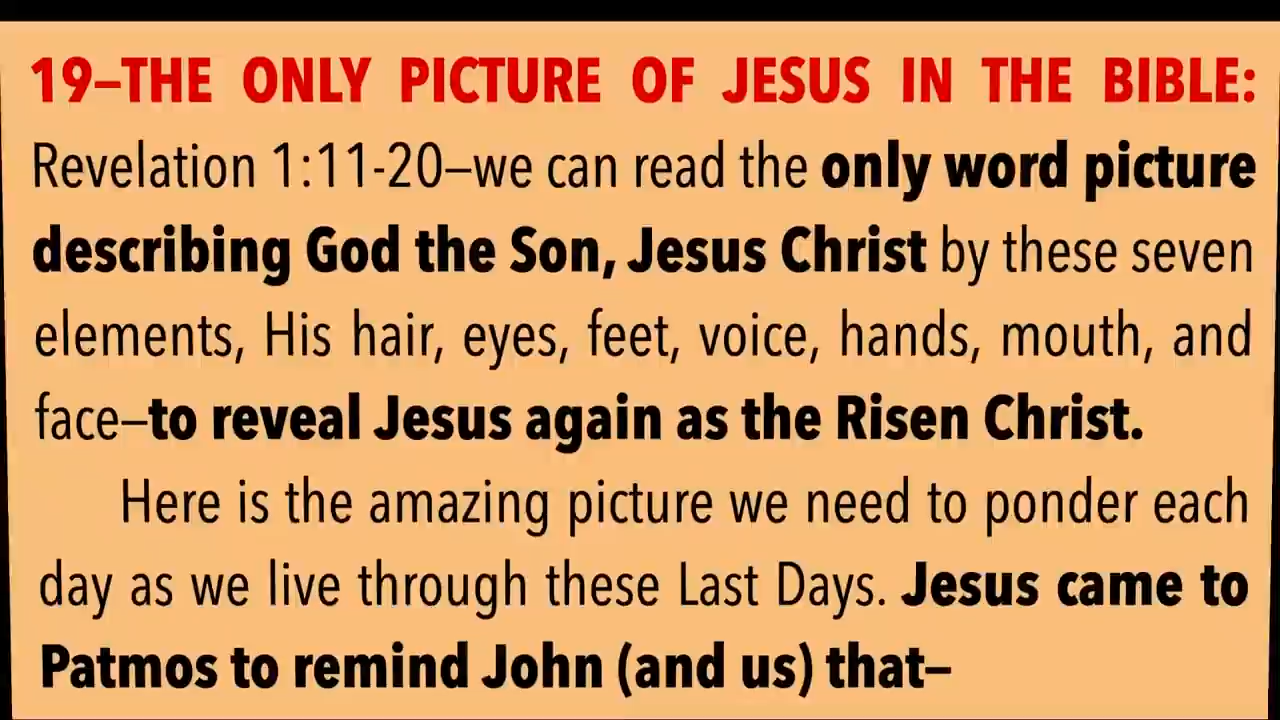 19–THE ONLY PICTURE OF JESUS IN THE BIBLE:
Revelation 1:11-20–we can read the only word picture
describing God the Son, Jesus Christ by these seven
elements, His hair, eyes, feet, voice, hands, mouth, and
face–to reveal Jesus again as the Risen Christ.
Here is the amazing picture we need to ponder each
day as we live through these Last Days. Jesus came to
Patmos to remind John (and us) that–